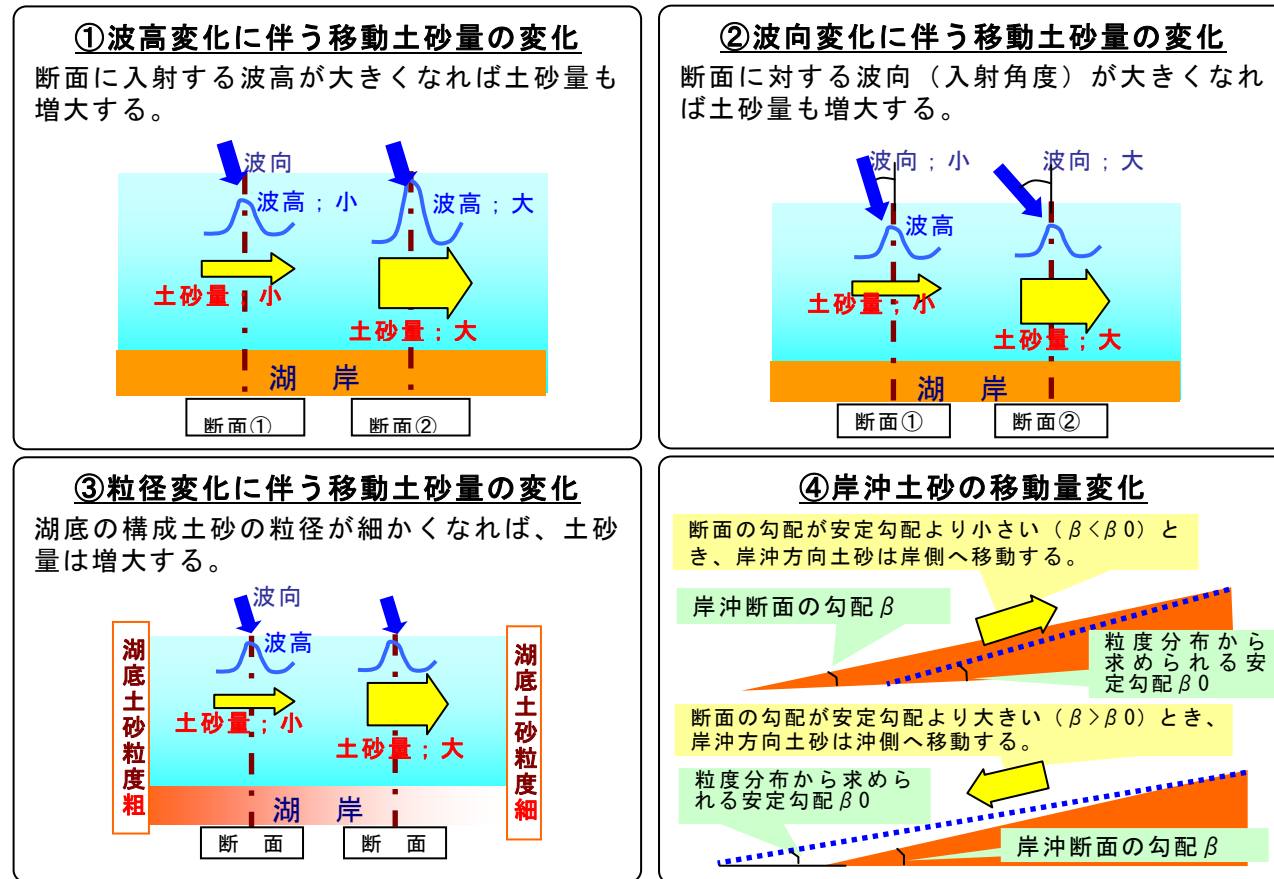 ①波高変化に伴う移動土砂量の変化
断面に入射する波高が大きくなれば土砂量も
増大する。
波向
波高；小
波高；大
土砂量；小
土砂量；大
湖　岸
断面①
断面②
②波向変化に伴う移動土砂量の変化
断面に対する波向（入射角度）が大きくなれ
ば土砂量も増大する。
波向；小
波向；大
波高
土砂量；小
土砂量；大
湖　岸
断面①
断面②
③粒径変化に伴う移動土砂量の変化
湖底の構成土砂の粒径が細かくなれば、土砂
量は増大する。
波向
波高
湖底土砂粒度粗
土砂量；小
土砂量；大
湖底土砂粒度細
湖　岸
断　面
断　面
④岸沖土砂の移動量変化
断面の勾配が安定勾配より小さい（β<β0）と
き、岸沖方向土砂は岸側へ移動する。
岸沖断面の勾配β
粒度分布から
求められる安
定勾配β0
断面の勾配が安定勾配より大きい（β>β0）とき、
岸沖方向土砂は沖側へ移動する。
粒度分布から求めら
れる安定勾配β0
岸沖断面の勾配β